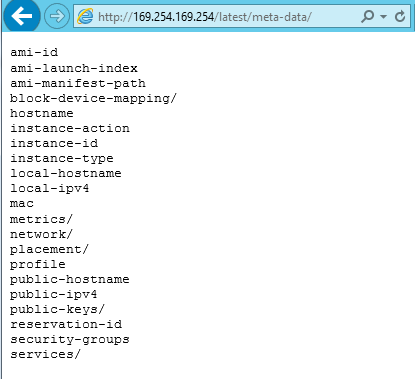 http://169.254.169.254/latest/meta-data/
ami-id
ami-launch-index
ami-manifest-path
block-device-mapping/
hostname
instance-action
instance-id
instance-type
local-hostname
local-ipv4
mac
metrics/
network/
placement/
profile
public-hostname
public-ipv4
public-keys/
reservation-id
security-groups
services/